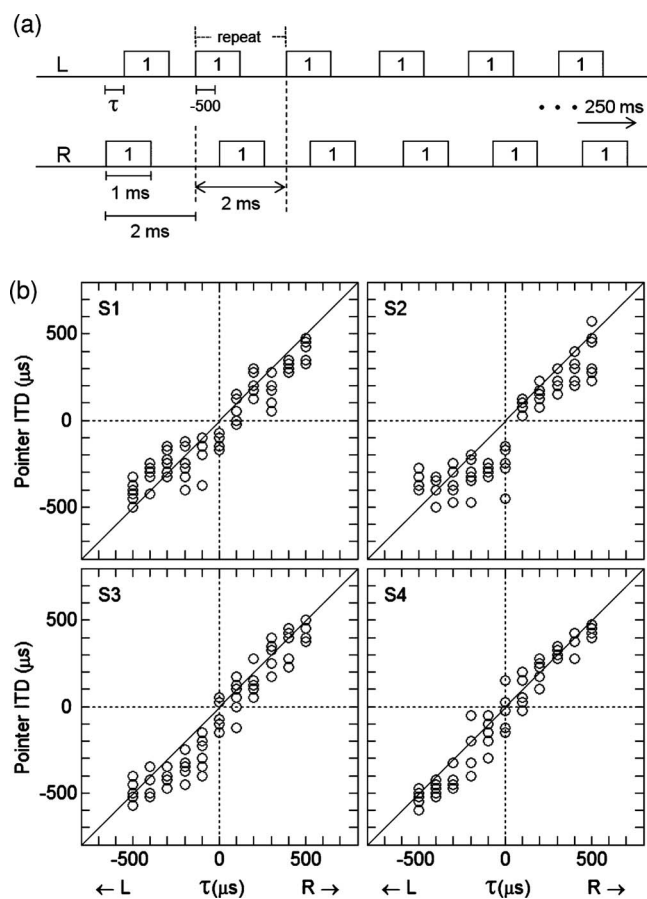 (a)
repeat
L 1 1 1 1 1 1
τ -500
• • • 250 ms
R 1 1 1 1 1 1
1 ms
2 ms
2 ms
(b)
S1 S2
Pointer ITD (μs)
500
0
-500
S3 S4
Pointer ITD (μs)
500
0
-500
-500 0 500 -500 0 500
← L τ(μs) R → ← L τ(μs) R →